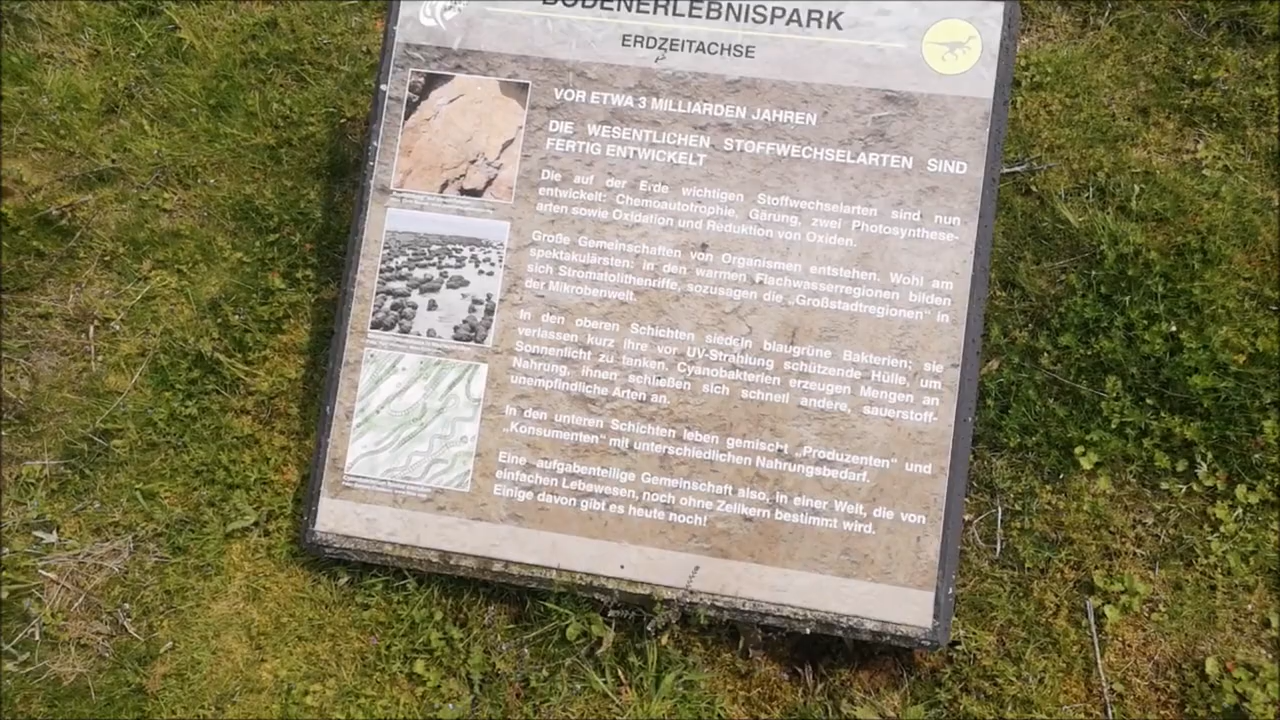 BODENERLEBNISPARK
ERDZEITACHSE
VOR ETWA 3 MILLIARDEN JAHREN
DIE WESENTLICHEN STOFFWECHSELARTEN SIND
FERTIG ENTWICKELT
Die auf der Erde wichtigen Stoffwechselarten sind nun
entwickelt: Chemoautotrophie, Gärung, zwei Photosynthese-
arten sowie Oxidation und Reduktion von Oxiden.
Große Gemeinschaften von Organismen entstehen. Wohl am
spektakulärsten: in den warmen Flachwasserregionen bilden
sich Stromatolithenriffe, sozusagen die „Großstadtregionen" in
der Mikrobenwelt.
In den oberen Schichten siedeln blaugrüne Bakterien; sie
verlassen kurz ihre vor UV-Strahlung schützende Hülle, um
Sonnenlicht zu tanken. Cyanobakterien erzeugen Mengen an
Nahrung, ihnen schließen sich schnell andere, sauerstoff-
unempfindliche Arten an.
In den unteren Schichten leben gemischt „Produzenten" und
„Konsumenten" mit unterschiedlichen Nahrungsbedarf.
Eine aufgabenteilige Gemeinschaft also, in einer Welt, die von
einfachen Lebewesen, noch ohne Zellkern bestimmt wird.
Einige davon gibt es heute noch!